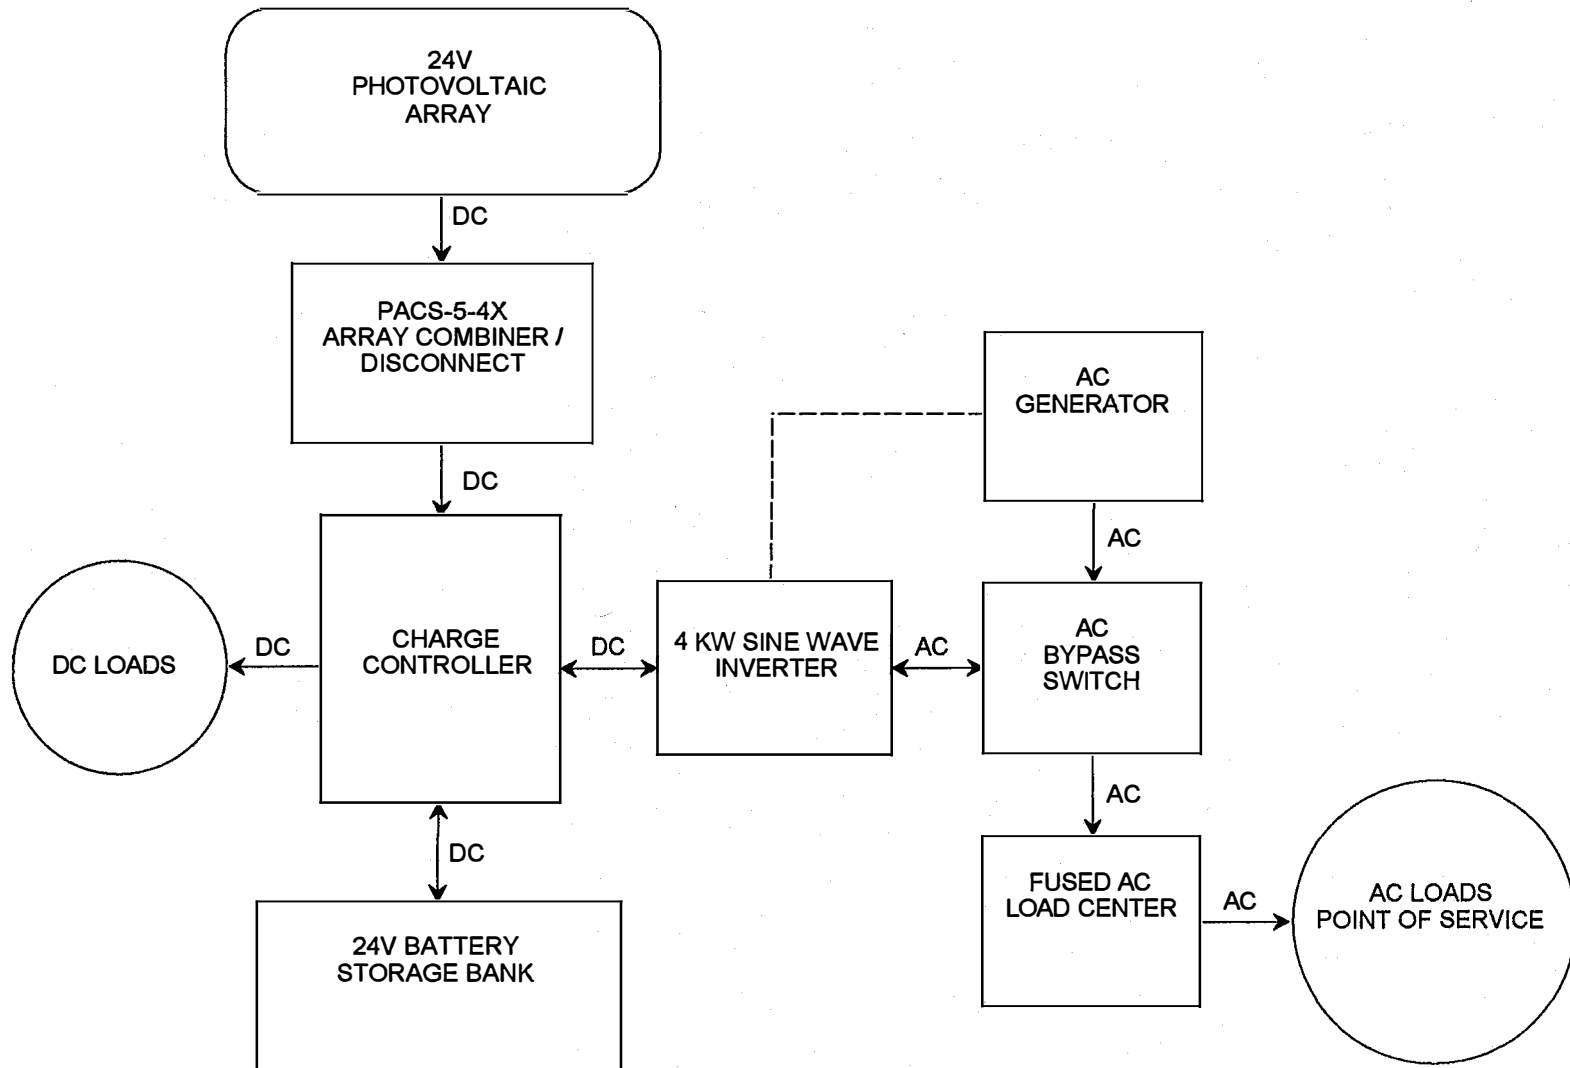 24V
PHOTOVOLTAIC
ARRAY
DC
PACS-5-4X
ARRAY COMBINER /
DISCONNECT
DC
AC
GENERATOR
AC
DC LOADS
DC
CHARGE
CONTROLLER
DC
4 KW SINE WAVE
INVERTER
AC
AC
BYPASS
SWITCH
AC
DC
FUSED AC
LOAD CENTER
AC
AC LOADS
POINT OF SERVICE
24V BATTERY
STORAGE BANK